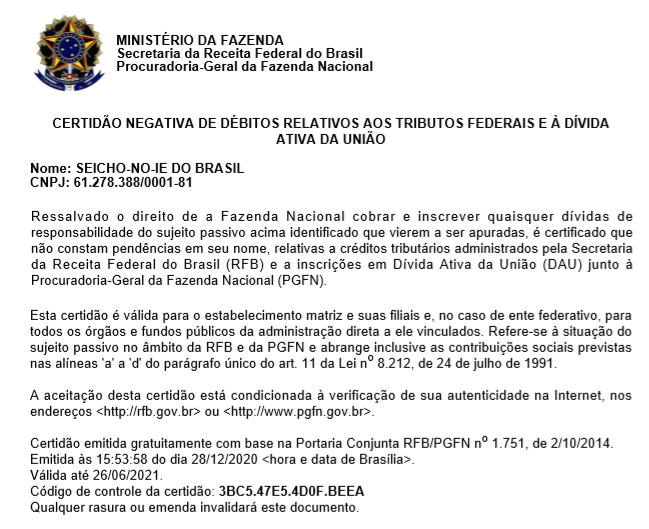 MINISTÉRIO DA FAZENDA
Secretaria da Receita Federal do Brasil
Procuradoria-Geral da Fazenda Nacional
CERTIDÃO NEGATIVA DE DÉBITOS RELATIVOS AOS TRIBUTOS FEDERAIS E À DÍVIDA
ATIVA DA UNIÃO
Nome: SEICHO-NO-IE DO BRASIL
CNPJ: 61.278.388/0001-81
Ressalvado o direito de a Fazenda Nacional cobrar e inscrever quaisquer dívidas de
responsabilidade do sujeito passivo acima identificado que vierem a ser apuradas, é certificado que
não constam pendências em seu nome, relativas a créditos tributários administrados pela Secretaria
da Receita Federal do Brasil (RFB) e a inscrições em Dívida Ativa da União (DAU) junto à
Procuradoria-Geral da Fazenda Nacional (PGFN).
Esta certidão é válida para o estabelecimento matriz e suas filiais e, no caso de ente federativo, para
todos os órgãos e fundos públicos da administração direta a ele vinculados. Refere-se à situação do
sujeito passivo no âmbito da RFB e da PGFN e abrange inclusive as contribuições sociais previstas
nas alíneas 'a' a 'd' do parágrafo único do art. 11 da Lei nº 8.212, de 24 de julho de 1991.
A aceitação desta certidão está condicionada à verificação de sua autenticidade na Internet, nos
endereços <http://rfb.gov.br> ou <http://www.pgfn.gov.br>.
Certidão emitida gratuitamente com base na Portaria Conjunta RFB/PGFN nº 1.751, de 2/10/2014.
Emitida às 15:53:58 do dia 28/12/2020 <hora e data de Brasília>.
Válida até 26/06/2021.
Código de controle da certidão: 3BC5.47E5.4D0F.BEEA
Qualquer rasura ou emenda invalidará este documento.